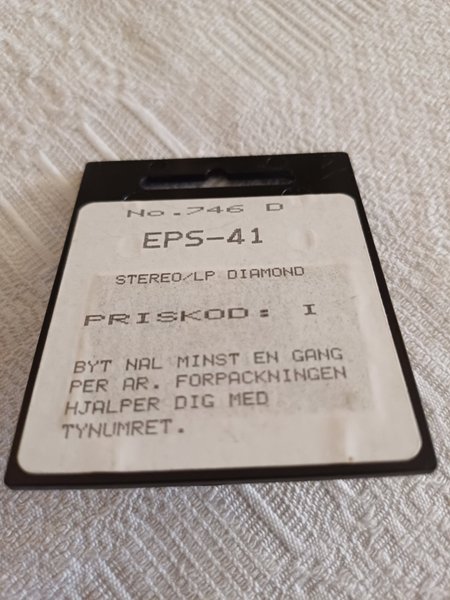 No.746 D
EPS-41
STEREO/LP DIAMOND
PRISKOD: I
BYT NAL MINST EN GANG
PER AR. FORPACKNINGEN
HJALPER DIG MED
TYNUMRET.